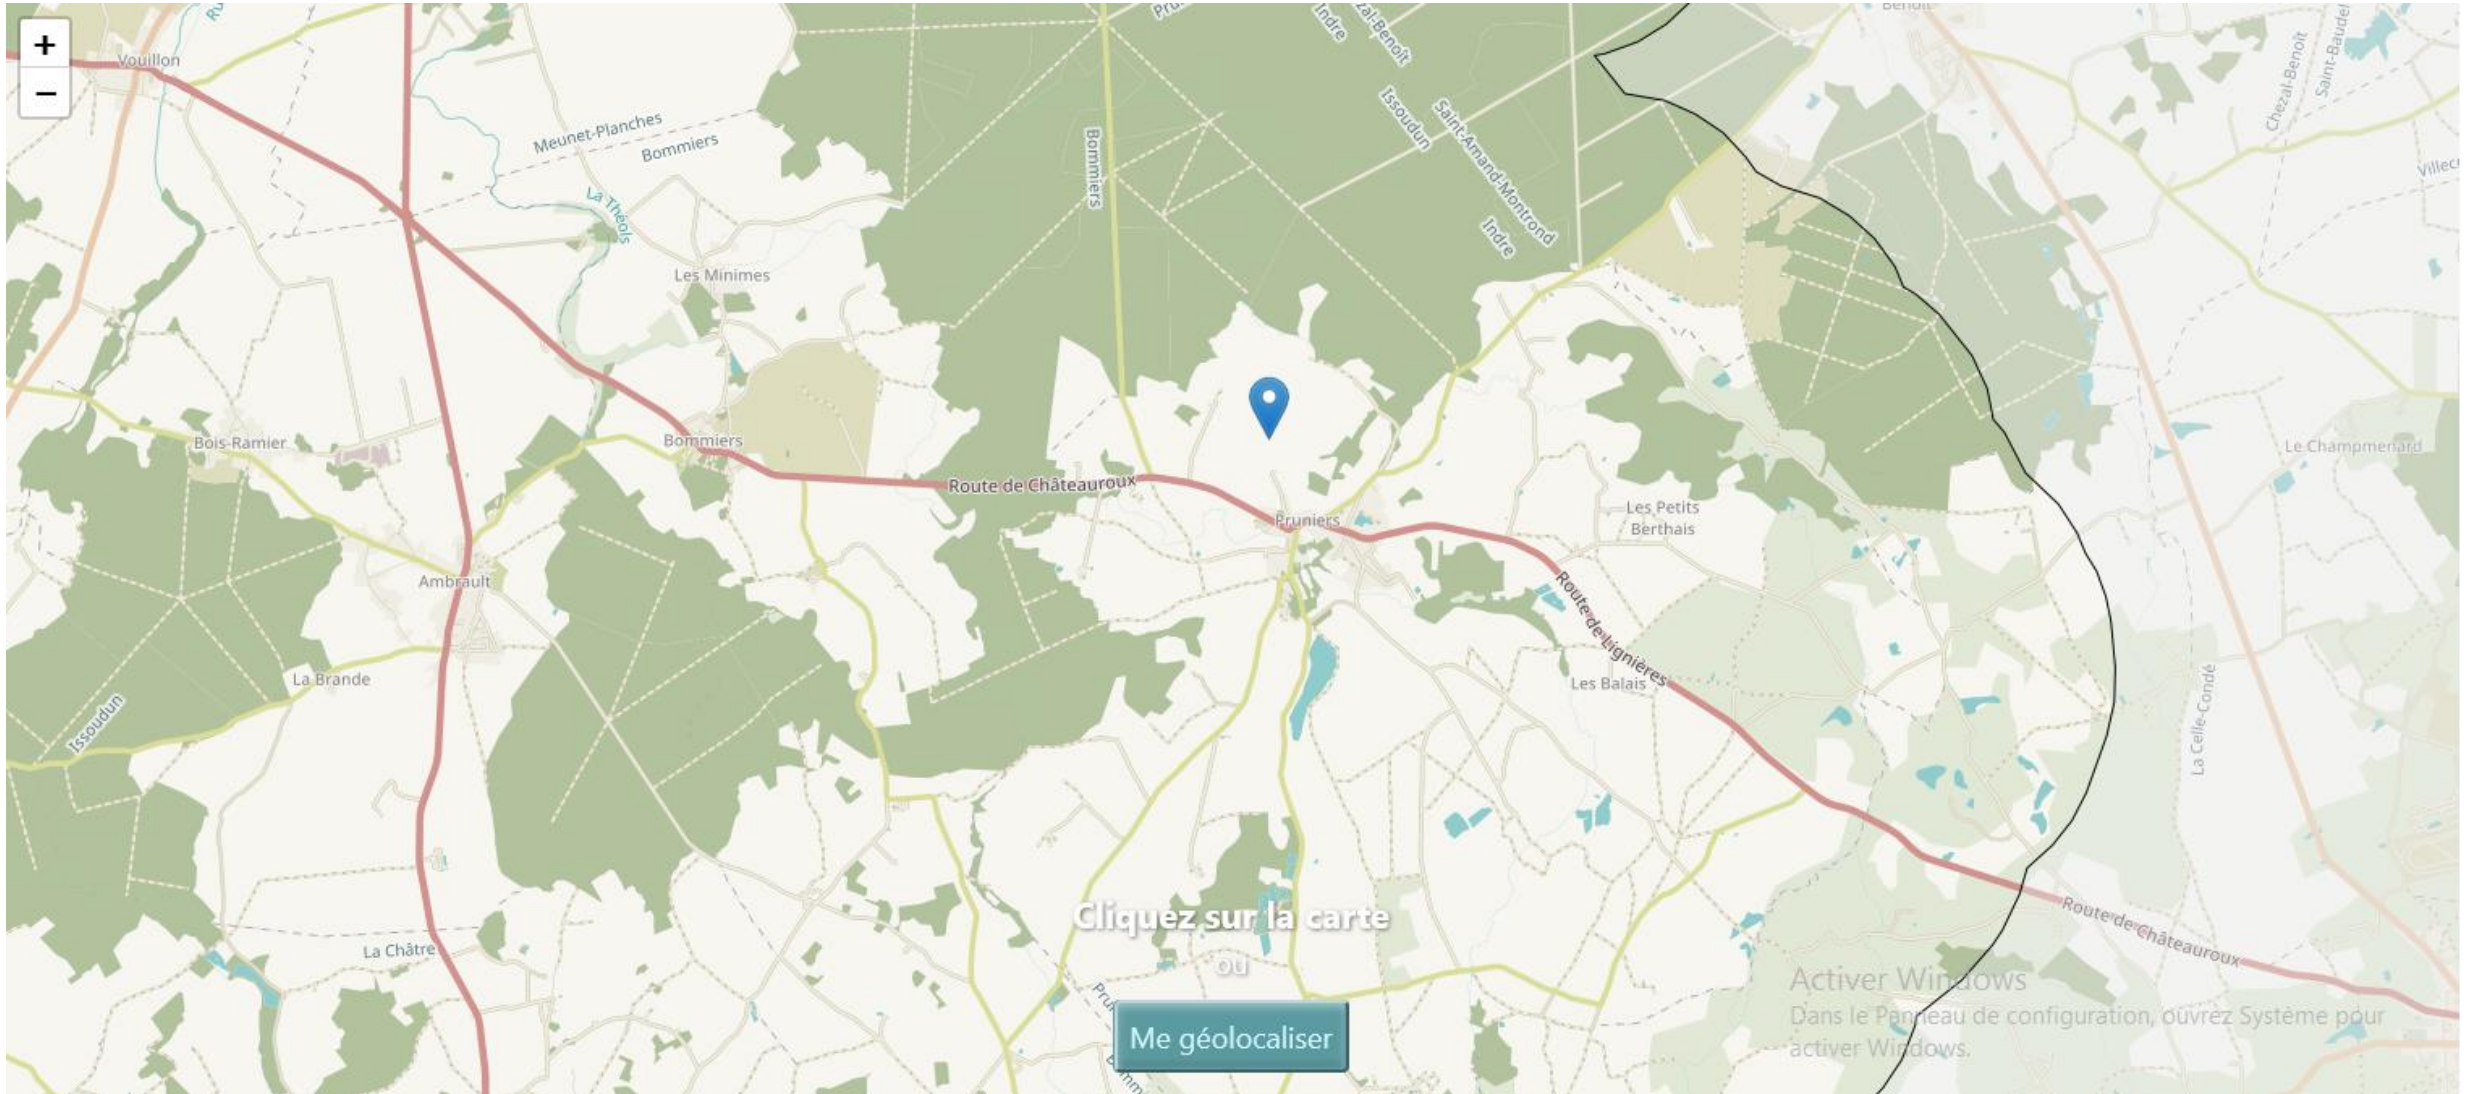 +
−
Vouillon
Benoît
Indre
Chezal-Benoît
Meunet-Planches
Bommiers
Bommiers
Issoudun
Saint-Amand-Montrond
Indre
La Théols
Les Minimes
Bois-Ramier
Bommiers
Le Champmenard
Route de Châteauroux
Pruniers
Les Petits
Berthais
Ambrault
Route de Lignières
La Brande
Les Balais
Issoudun
La Celle-Condé
La Châtre
Cliquez sur la carte
ou
Route de Châteauroux
Me géolocaliser
Activer Windows
Dans le Panneau de configuration, ouvrez Système pour
activer Windows.